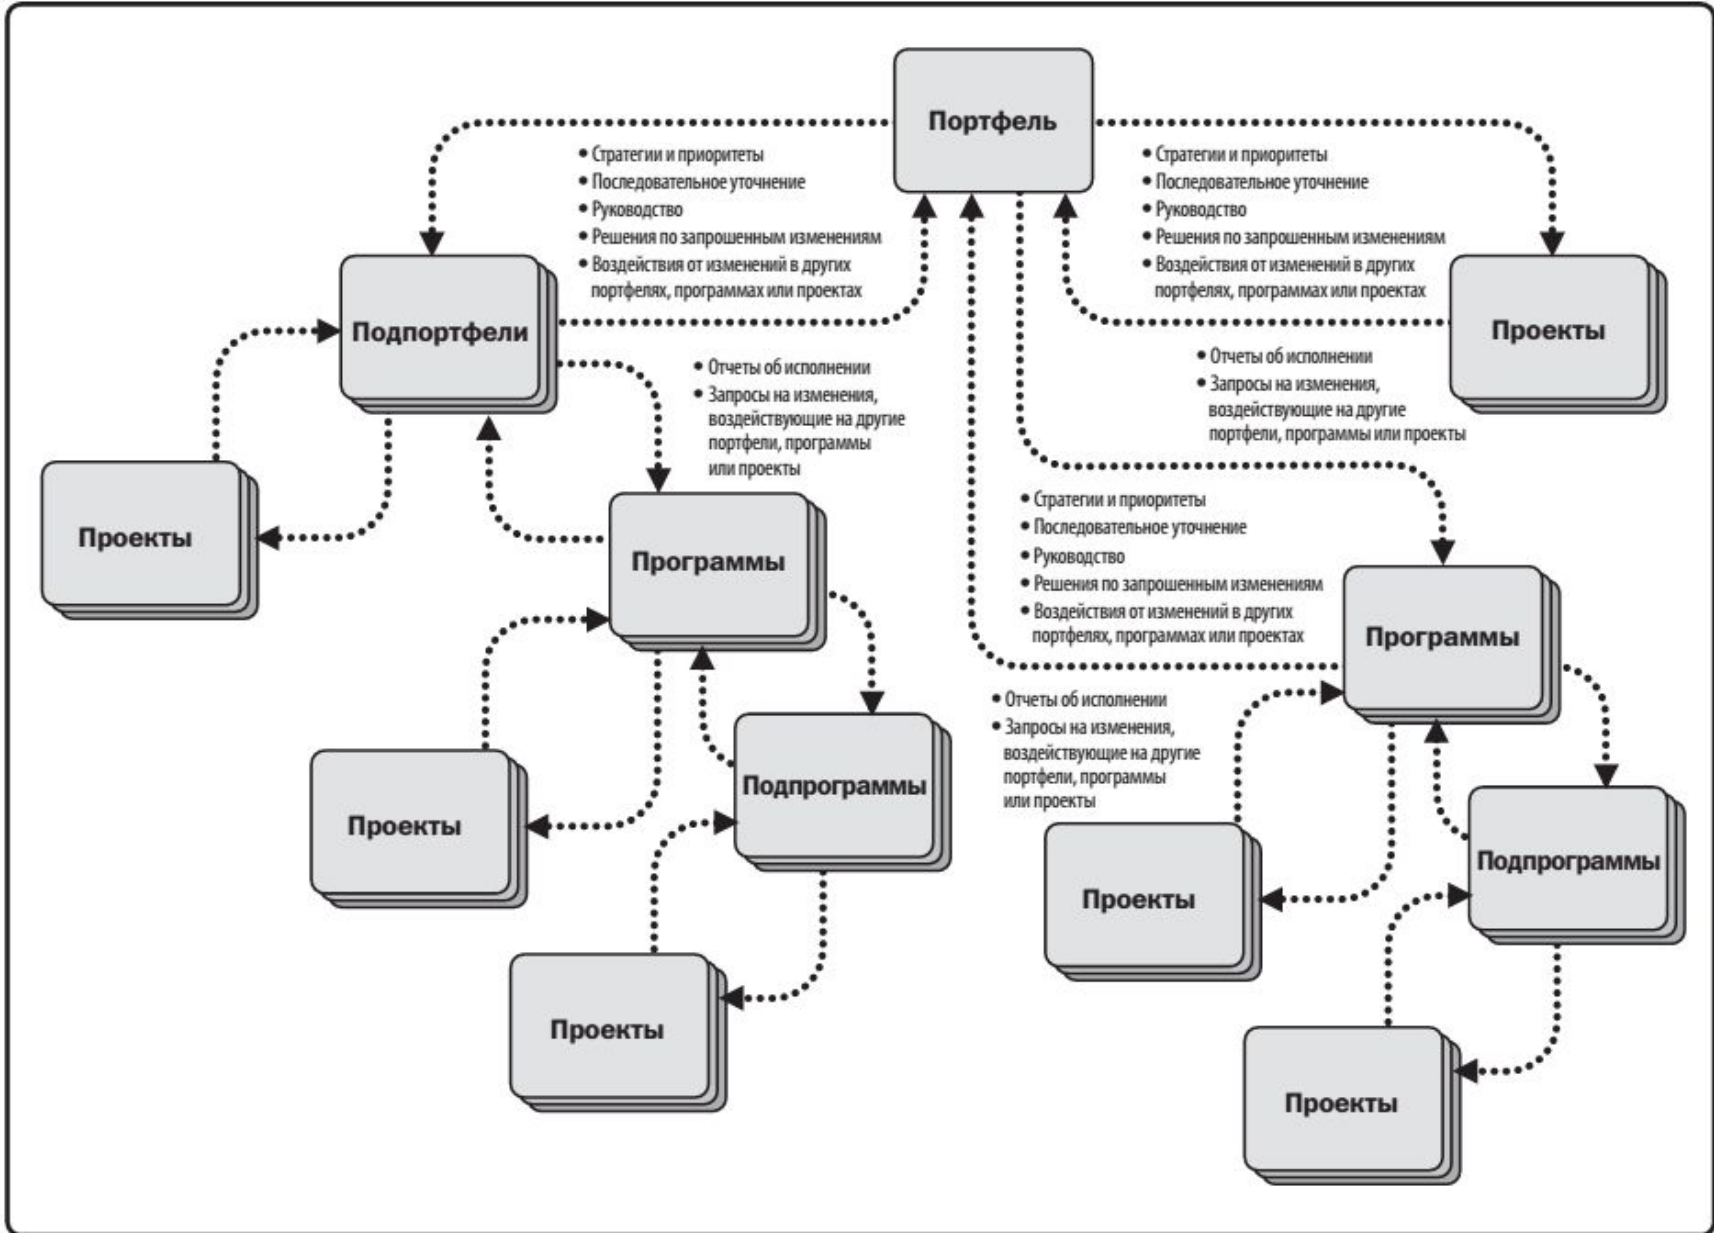 Портфель
• Стратегии и приоритеты
• Последовательное уточнение
• Руководство
• Решения по запрошенным изменениям
• Воздействия от изменений в других
портфелях, программах или проектах
• Стратегии и приоритеты
• Последовательное уточнение
• Руководство
• Решения по запрошенным изменениям
• Воздействия от изменений в других
портфелях, программах или проектах
Подпортфели
Проекты
• Отчеты об исполнении
• Запросы на изменения,
воздействующие на другие
портфели, программы
или проекты
• Отчеты об исполнении
• Запросы на изменения,
воздействующие на другие
портфели, программы или проекты
Проекты
Программы
• Стратегии и приоритеты
• Последовательное уточнение
• Руководство
• Решения по запрошенным изменениям
• Воздействия от изменений в других
портфелях, программах или проектах
Программы
• Отчеты об исполнении
• Запросы на изменения,
воздействующие на другие
портфели, программы
или проекты
Проекты
Подпрограммы
Проекты
Подпрограммы
Проекты
Проекты